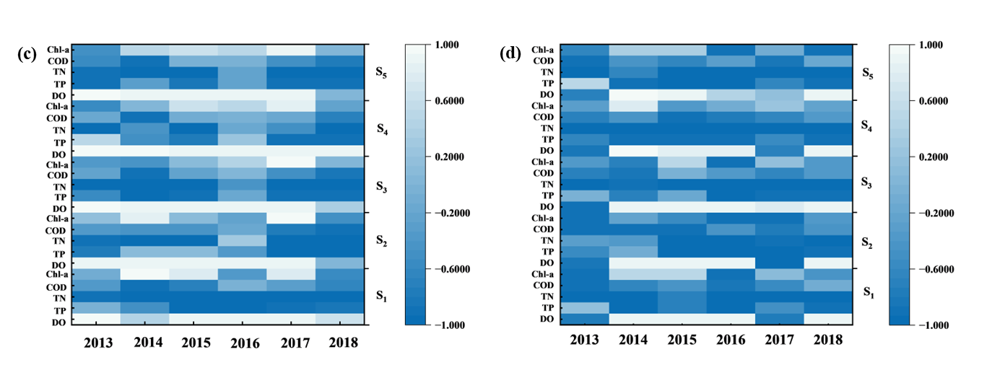 (c)
Chl-a
COD
TN
TP
DO
Chl-a
COD
TN
TP
DO
Chl-a
COD
TN
TP
DO
Chl-a
COD
TN
TP
DO
Chl-a
COD
TN
TP
DO
S5
S4
S3
S2
S1
2013 2014 2015 2016 2017 2018
1.000
0.6000
0.2000
−0.2000
−0.6000
−1.000
(d)
Chl-a
COD
TN
TP
DO
Chl-a
COD
TN
TP
DO
Chl-a
COD
TN
TP
DO
Chl-a
COD
TN
TP
DO
Chl-a
COD
TN
TP
DO
S5
S4
S3
S2
S1
2013 2014 2015 2016 2017 2018
1.000
0.6000
0.2000
−0.2000
−0.6000
−1.000